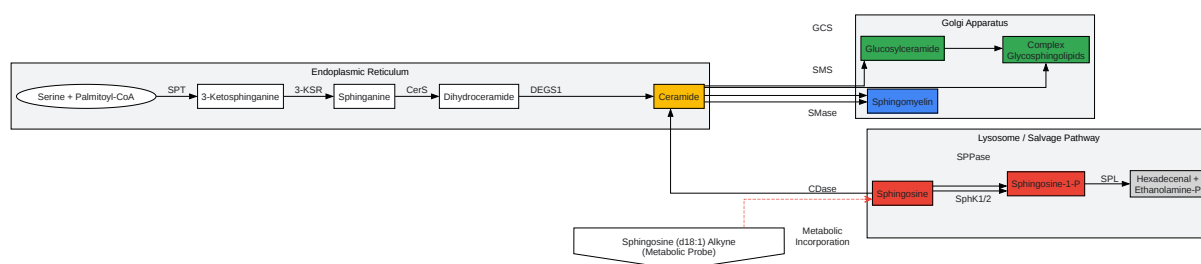 Golgi Apparatus
GCS
Glucosylceramide
Complex
Glycosphingolipids
Endoplasmic Reticulum
SMS
Serine + Palmitoyl-CoA
SPT
3-Ketosphinganine
3-KSR
Sphinganine
CerS
Dihydroceramide
DEGS1
Ceramide
Sphingomyelin
SMase
Lysosome / Salvage Pathway
SPPase
CDase
Sphingosine
Sphingosine-1-P
SphK1/2
SPL
Hexadecenal +
Ethanolamine-P
Metabolic
Incorporation
Sphingosine (d18:1) Alkyne
(Metabolic Probe)